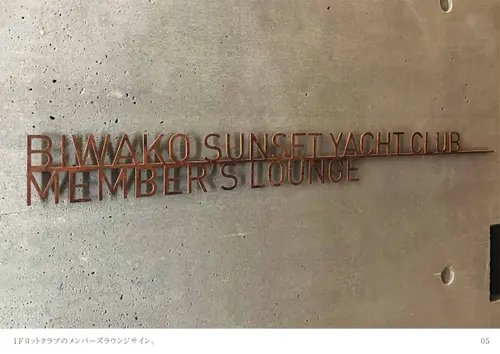 BIWAKO SUNSET YACHT CLUB
MEMBER'S LOUNGE
1Fヨットクラブのメンバーズラウンジサイン。
05